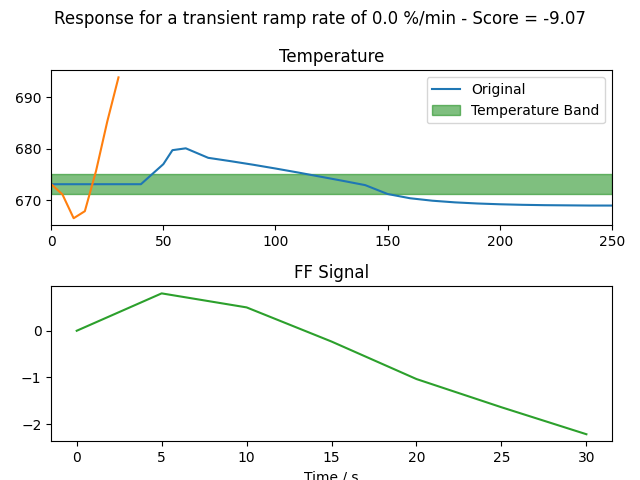 Response for a transient ramp rate of 0.0 %/min - Score = -9.07
Temperature
Original
Temperature Band
690
680
670
0 50 100 150 200 250
FF Signal
0
−1
−2
0 5 10 15 20 25 30
Time / s